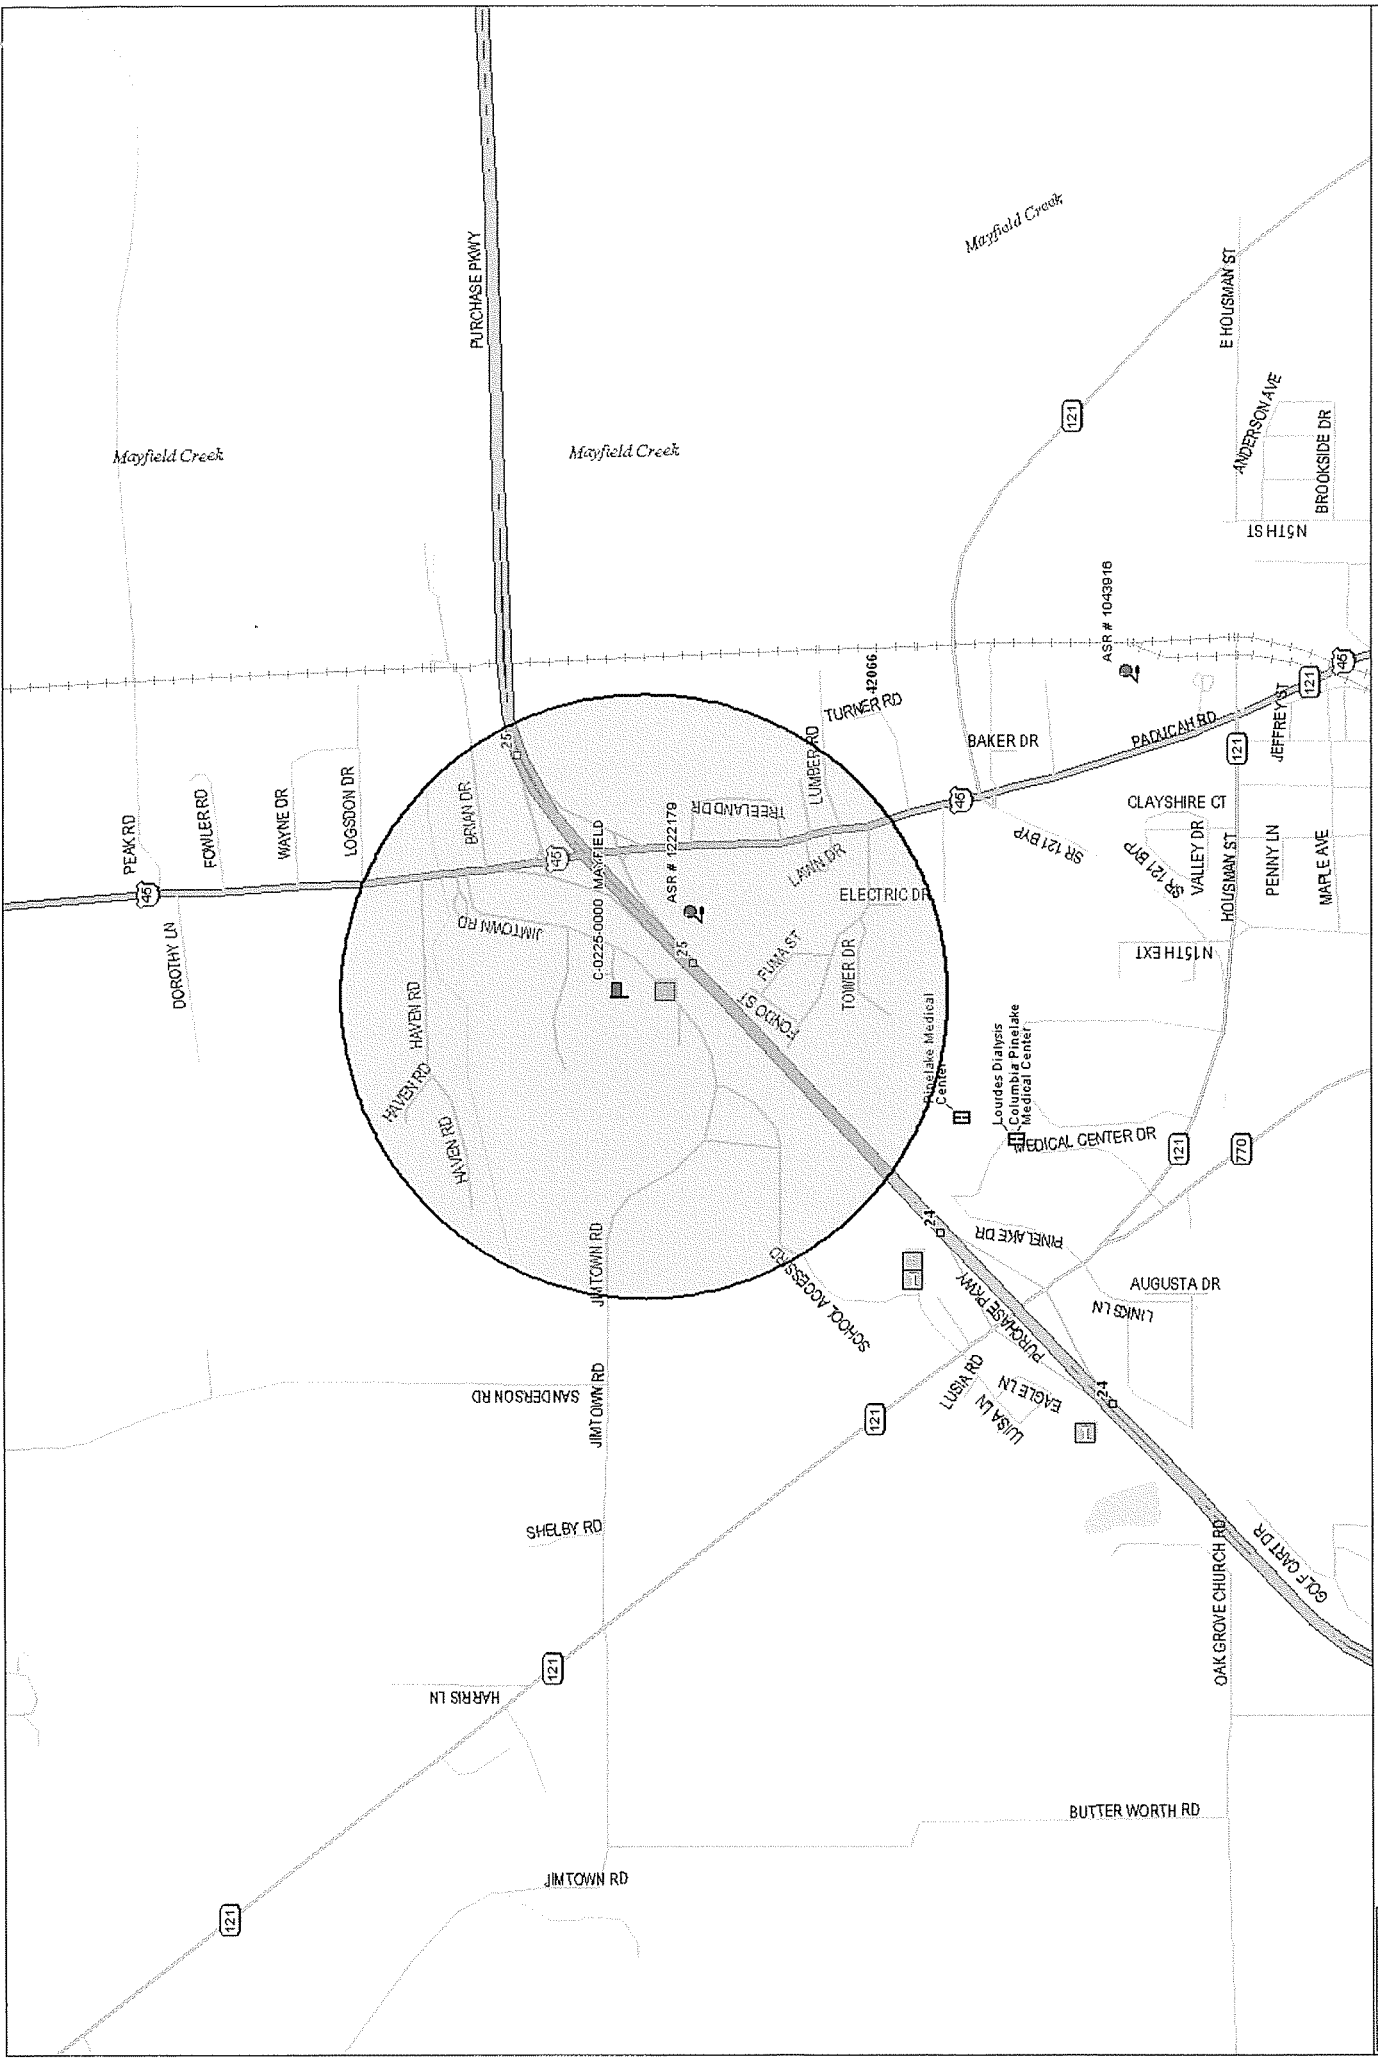 PURCHASE PKWY
Mayfield Creek
Mayfield Creek
Mayfield Creek
E HOUSMAN ST
121
ANDERSON AVE
BROOKSIDE DR
N 5TH ST
ASR # 1043916
42066
45
121
JEFFREY ST
PADUCAH RD
121
BAKER DR
TURNER RD
LUMBER RD
25
PEAK RD
FOWLER RD
WAYNE DR
LOGSDON DR
BRIAN DR
45
45
TREELAND DR
ASR # 1222179
C-0225-0000 MAYFIELD
LAWN DR
ELECTRIC DR
45
SR 121 BYP
CLAYSHIRE CT
SR 121 BYP
VALLEY DR
HOUSMAN ST
PENNY LN
MAPLE AVE
DOROTHY LN
JIMTOWN RD
25
FUMA ST
FONDO ST
TOWER DR
N 15TH EXT
HAVEN RD
HAVEN RD
HAVEN RD
Pinelake Medical
Center
Lourdes Dialysis
Columbia Pinelake
Medical Center
MEDICAL CENTER DR
121
770
JIMTOWN RD
SCHOOL ACCESS RD
24
PINELAKE DR
PURCHASE PKWY
AUGUSTA DR
LINKS LN
SANDERSON RD
JIMTOWN RD
121
LUSIA RD
LUISA LN
EAGLE LN
24
SHELBY RD
OAK GROVE CHURCH RD
GOLF CART DR
HARRIS LN
121
BUTTER WORTH RD
JIMTOWN RD
121